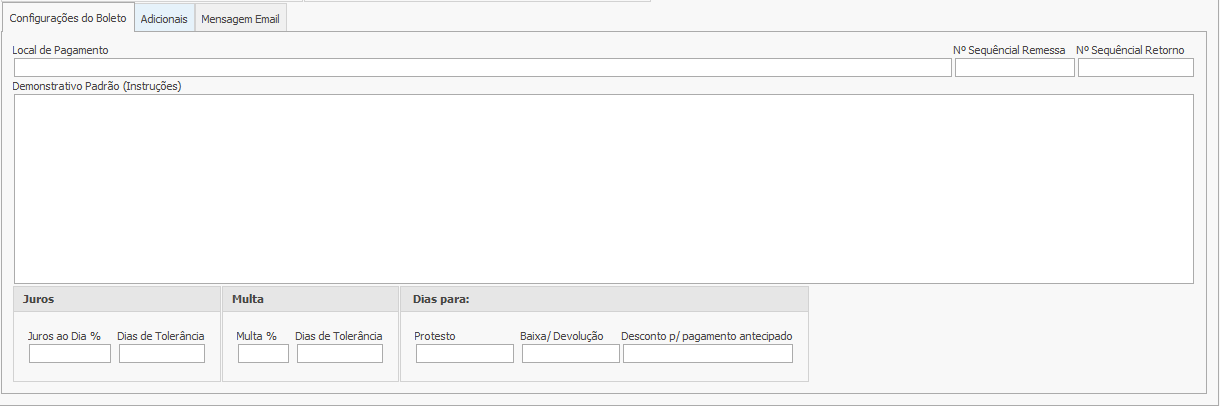 Configurações do Boleto Adicionais Mensagem Email
Local de Pagamento Nº Sequêncial Remessa Nº Sequêncial Retorno
Demonstrativo Padrão (Instruções)
Juros Multa Dias para:
Juros ao Dia % Dias de Tolerância Multa % Dias de Tolerância Protesto Baixa/Devolução Desconto p/ pagamento antecipado